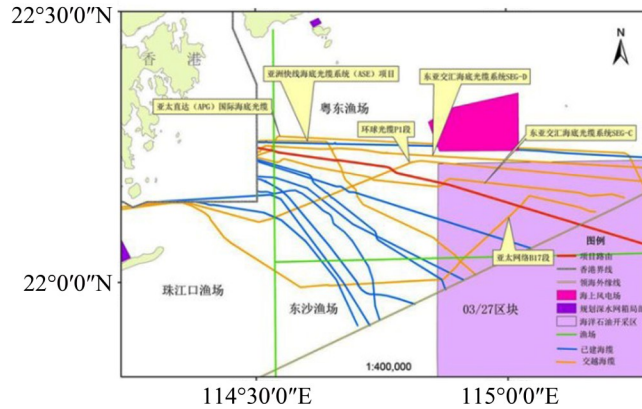 22°30′0″N
N
香港
亚洲快线海底光缆系统（ASE）项目
东亚交汇海底光缆系统SEG-D
亚太直达（APG）国际海底光缆
粤东渔场
环球光缆P1段
东亚交汇海底光缆系统SEG-C
22°0′0″N
珠江口渔场
东沙渔场
亚太网络B17段
03/27区块
1:400,000
图例
项目路由
香港界线
领海外缘线
海上风电场
规划深水网箱局部
海洋石油开采区
渔场
已建海缆
交越海缆
114°30′0″E
115°0′0″E